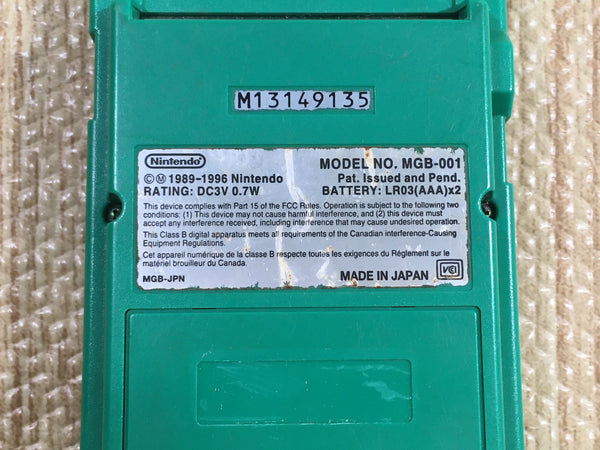 M13149135
Nintendo
©Ⓜ 1989-1996 Nintendo
MODEL NO. MGB-001
Pat. Issued and Pend.
RATING: DC3V 0.7W
BATTERY: LR03(AAA)x2
This device complies with Part 15 of the FCC Rules. Operation is subject to the following two
conditions: (1) This device may not cause harmful interference, and (2) this device must
accept any interference received, including interference that may cause undesired operation.
This Class B digital apparatus meets all requirements of the Canadian interference-Causing
Equipment Regulations.
Cet appareil numérique de la classe B respecte toutes les exigences du Règlement sur le
matériel brouilleur du Canada.
MGB-JPN
MADE IN JAPAN
VCI